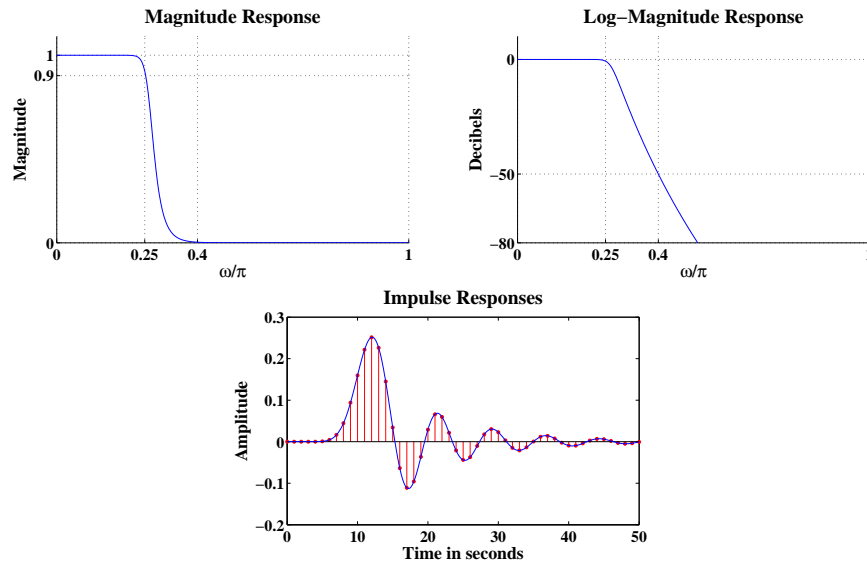 Magnitude Response
Magnitude
1
0.9
0
0
0.25
0.4
1
ω/π
Log−Magnitude Response
Decibels
0
−50
−80
0
0.25
0.4
1
ω/π
Impulse Responses
Amplitude
0.3
0.2
0.1
0
−0.1
−0.2
0
10
20
30
40
50
Time in seconds